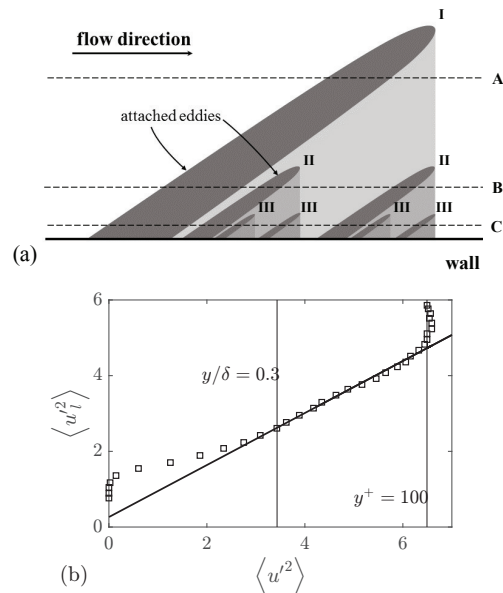 I
flow direction
A
attached eddies
II
II
B
III
III
III
III
C
(a)
wall
6
y/δ = 0.3
4
⟨u′²ₗ⟩
2
y⁺ = 100
0
0
2
4
6
(b)
⟨u′²⟩